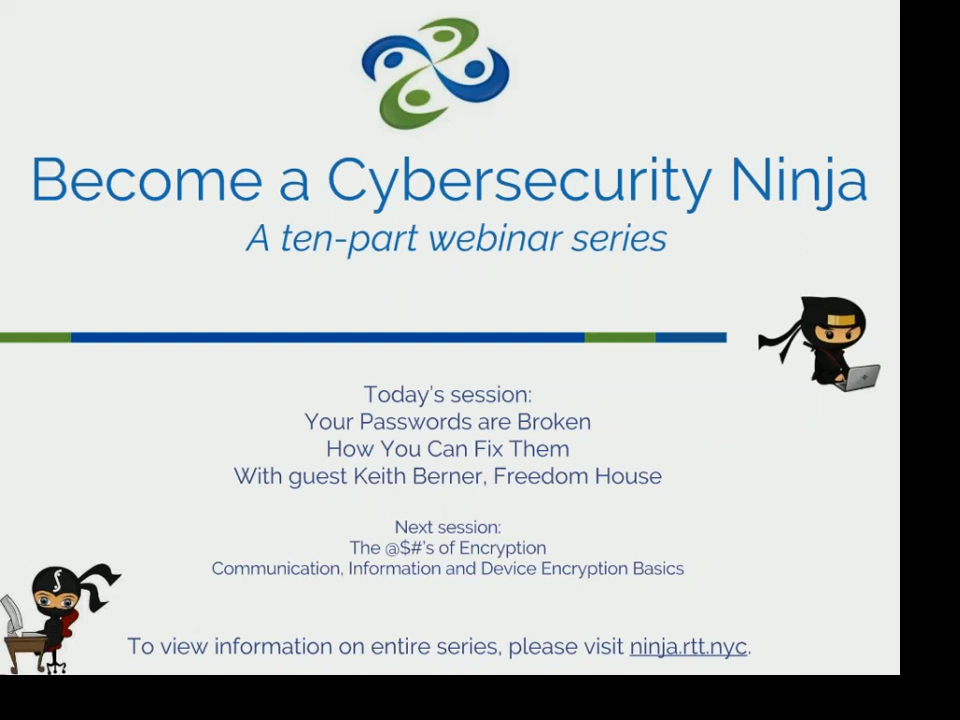 Become a Cybersecurity Ninja
A ten-part webinar series
Today's session:
Your Passwords are Broken
How You Can Fix Them
With guest Keith Berner, Freedom House
Next session:
The @$#'s of Encryption
Communication, Information and Device Encryption Basics
To view information on entire series, please visit ninja.rtt.nyc.